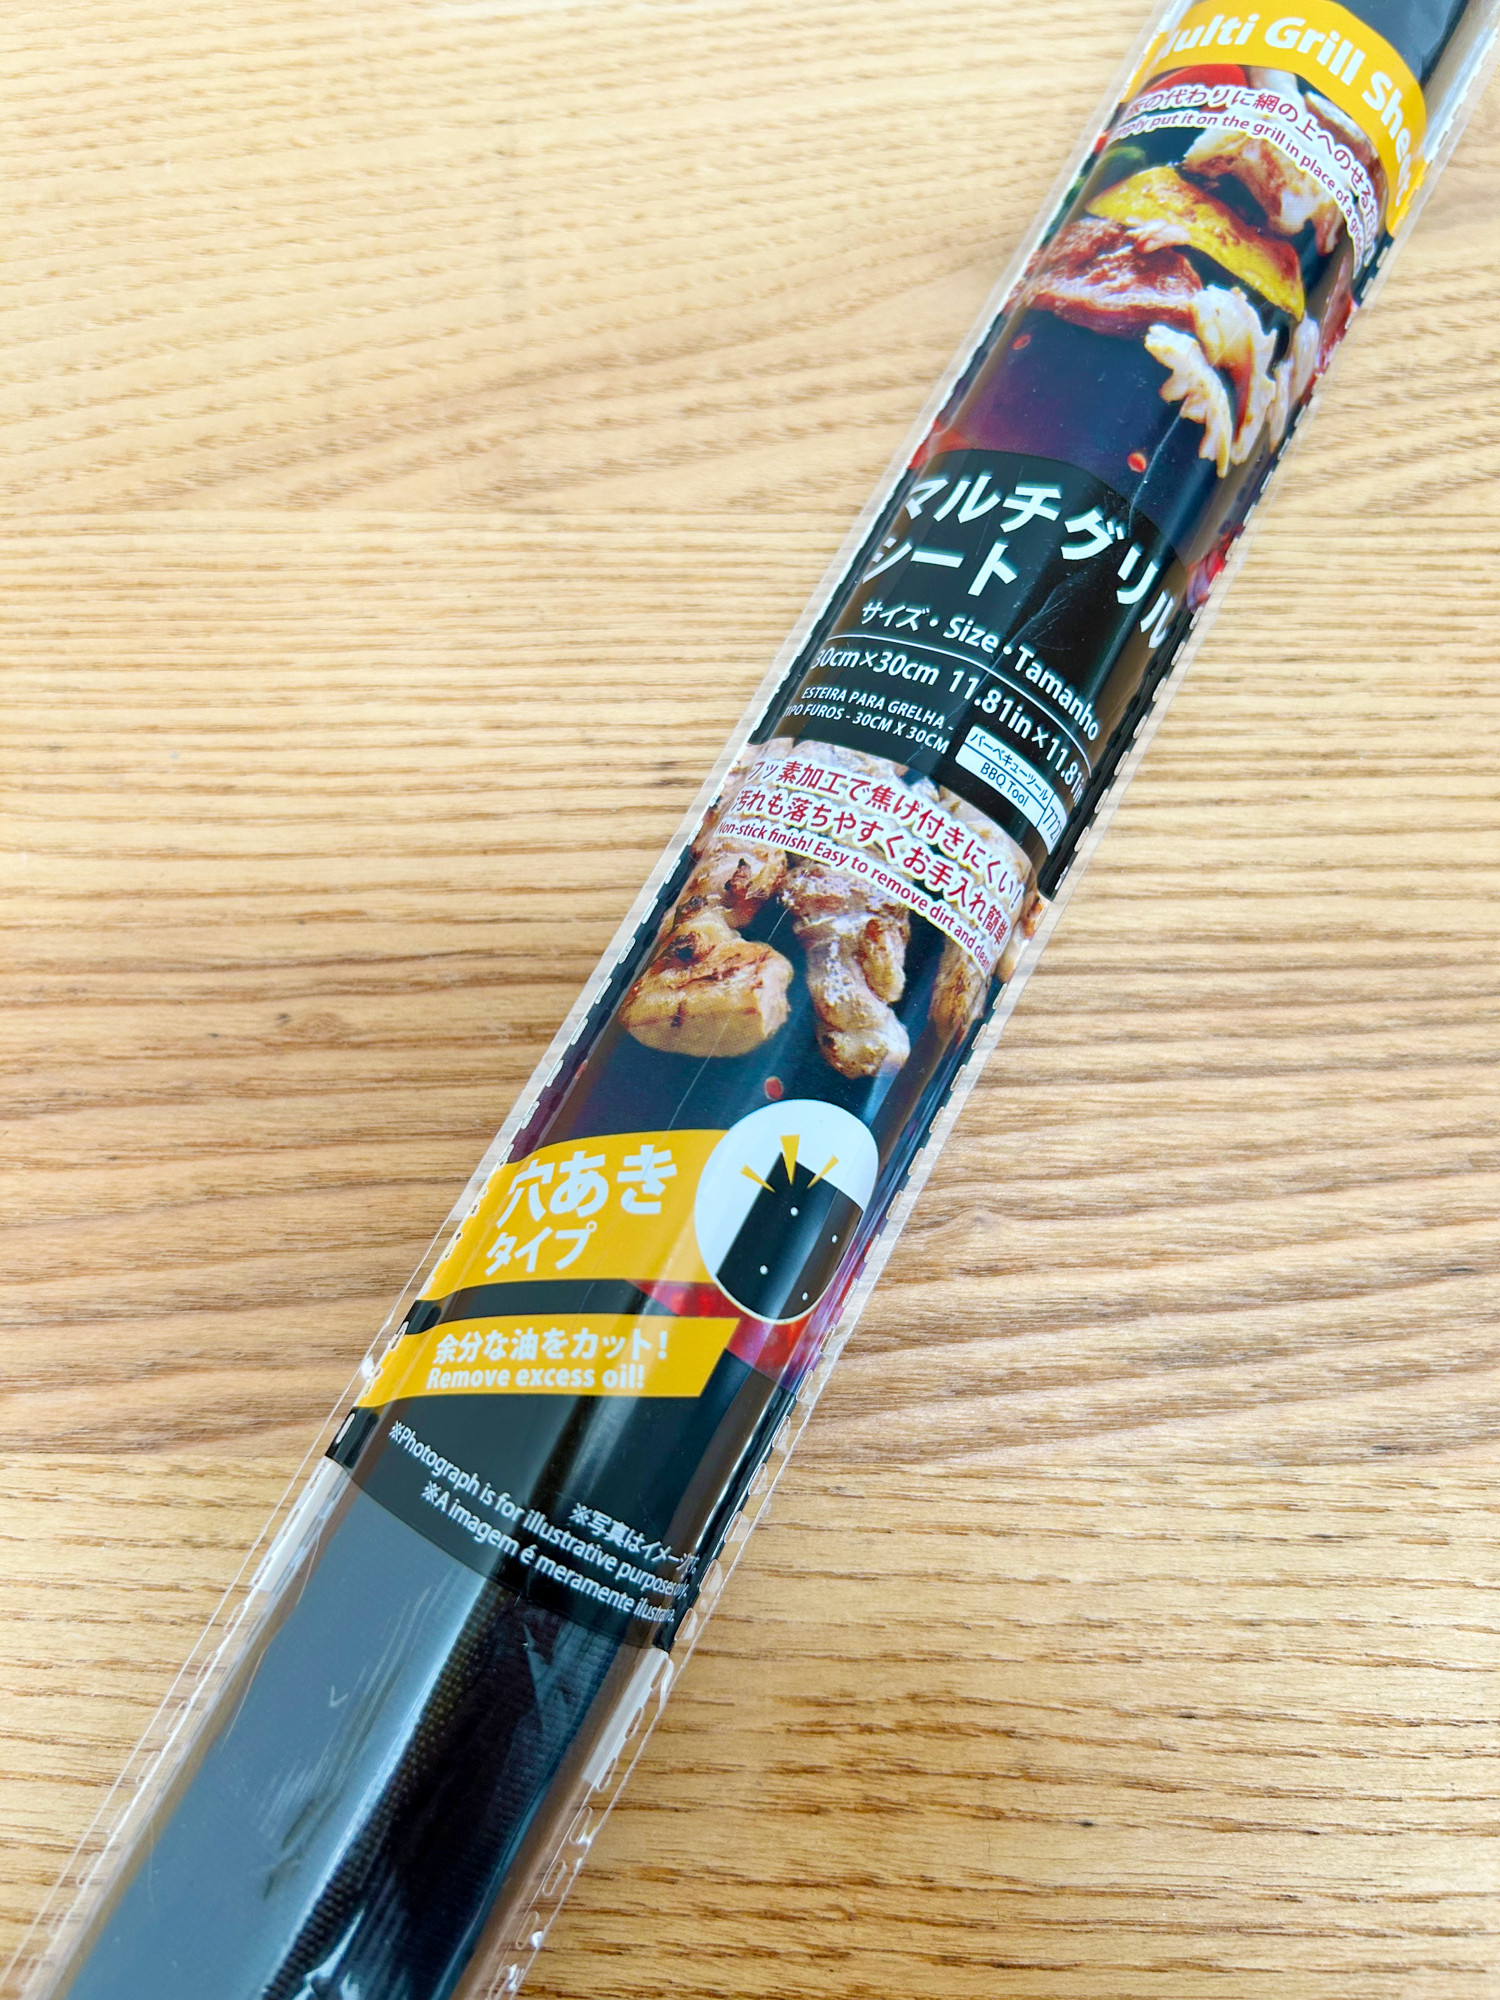 Multi Grill Sheet
の代わりに網の上へのせるだけ
Simply put it on the grill in place of a
マルチグリル
シート
サイズ・Size・Tamanho
30cm×30cm 11.81in×11.81in
ESTEIRA PARA GRELHA -
TIPO FUROS - 30CM X 30CM
バーベキューツール
BBQ Tool
フッ素加工で焦げ付きにくい!
汚れも落ちやすくお手入れ簡単
Non-stick finish! Easy to remove dirt and clean
穴あき
タイプ
余分な油をカット!
Remove excess oil!
※写真はイメージです。
※Photograph is for illustrative purposes only.
※A imagem é meramente ilustrativa.